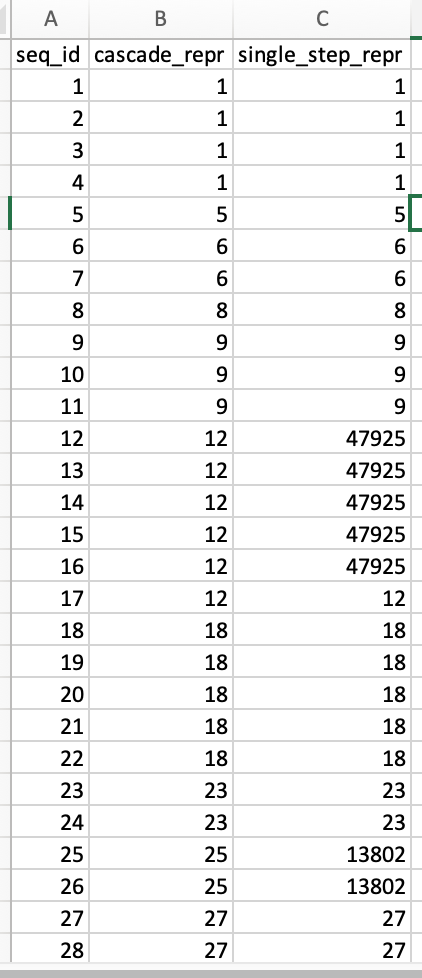 A B C
seq_id cascade_repr single_step_repr
1 1 1
2 1 1
3 1 1
4 1 1
5 5 5
6 6 6
7 6 6
8 8 8
9 9 9
10 9 9
11 9 9
12 12 47925
13 12 47925
14 12 47925
15 12 47925
16 12 47925
17 12 12
18 18 18
19 18 18
20 18 18
21 18 18
22 18 18
23 23 23
24 23 23
25 25 13802
26 25 13802
27 27 27
28 27 27